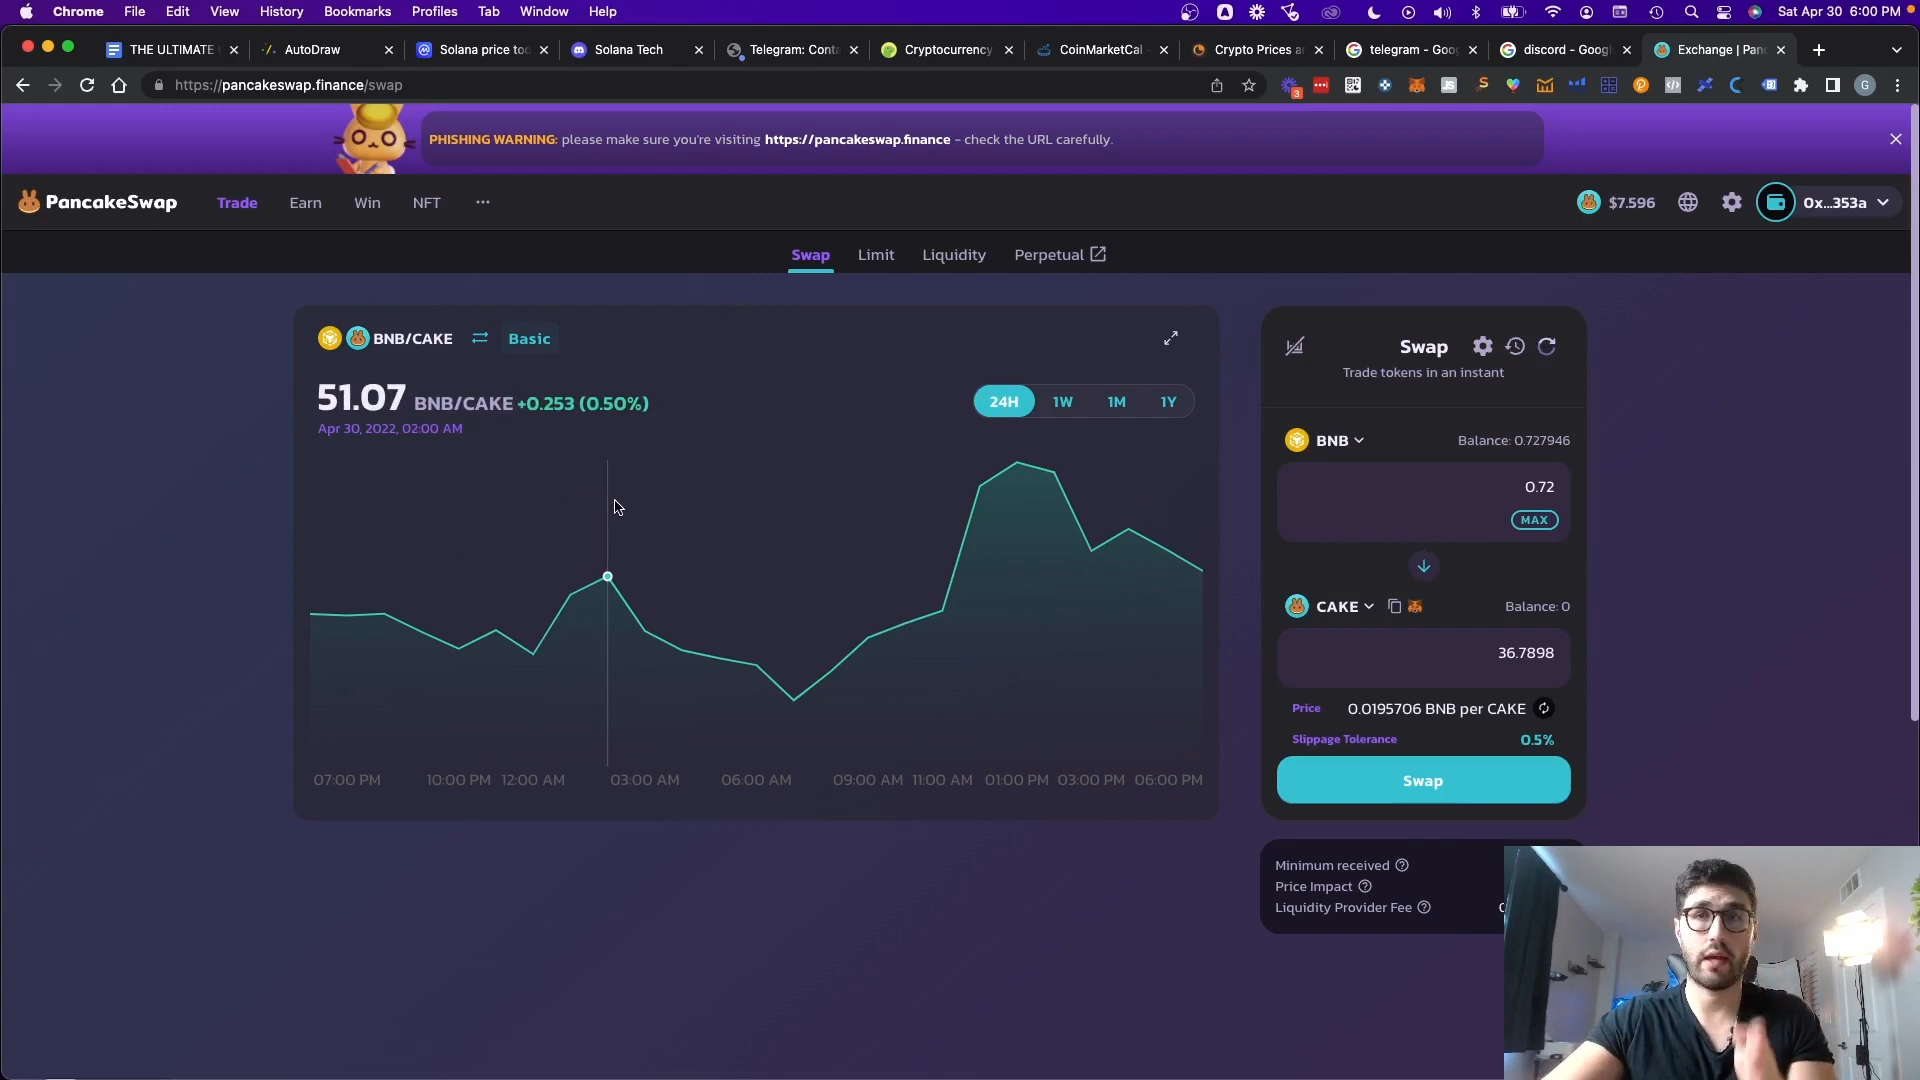 Chrome File Edit View History Bookmarks Profiles Tab Window Help Sat Apr 30 6:00 PM
THE ULTIMATE AutoDraw Solana price too Solana Tech Telegram: Conta Cryptocurrency CoinMarketCal - Crypto Prices a telegram - Goog discord - Googl Exchange | Panc
https://pancakeswap.finance/swap 3 JS G
PHISHING WARNING: please make sure you're visiting https://pancakeswap.finance - check the URL carefully.
PancakeSwap Trade Earn Win NFT ... $7.596 0x...353a
Swap Limit Liquidity Perpetual
BNB/CAKE Basic
51.07 BNB/CAKE +0.253 (0.50%)
Apr 30, 2022, 02:00 AM
24H 1W 1M 1Y
07:00 PM 10:00 PM 12:00 AM 03:00 AM 06:00 AM 09:00 AM 11:00 AM 01:00 PM 03:00 PM 06:00 PM
Swap
Trade tokens in an instant
BNB Balance: 0.727946
0.72
MAX
CAKE Balance: 0
36.7898
Price 0.0195706 BNB per CAKE
Slippage Tolerance 0.5%
Swap
Minimum received
Price Impact
Liquidity Provider Fee